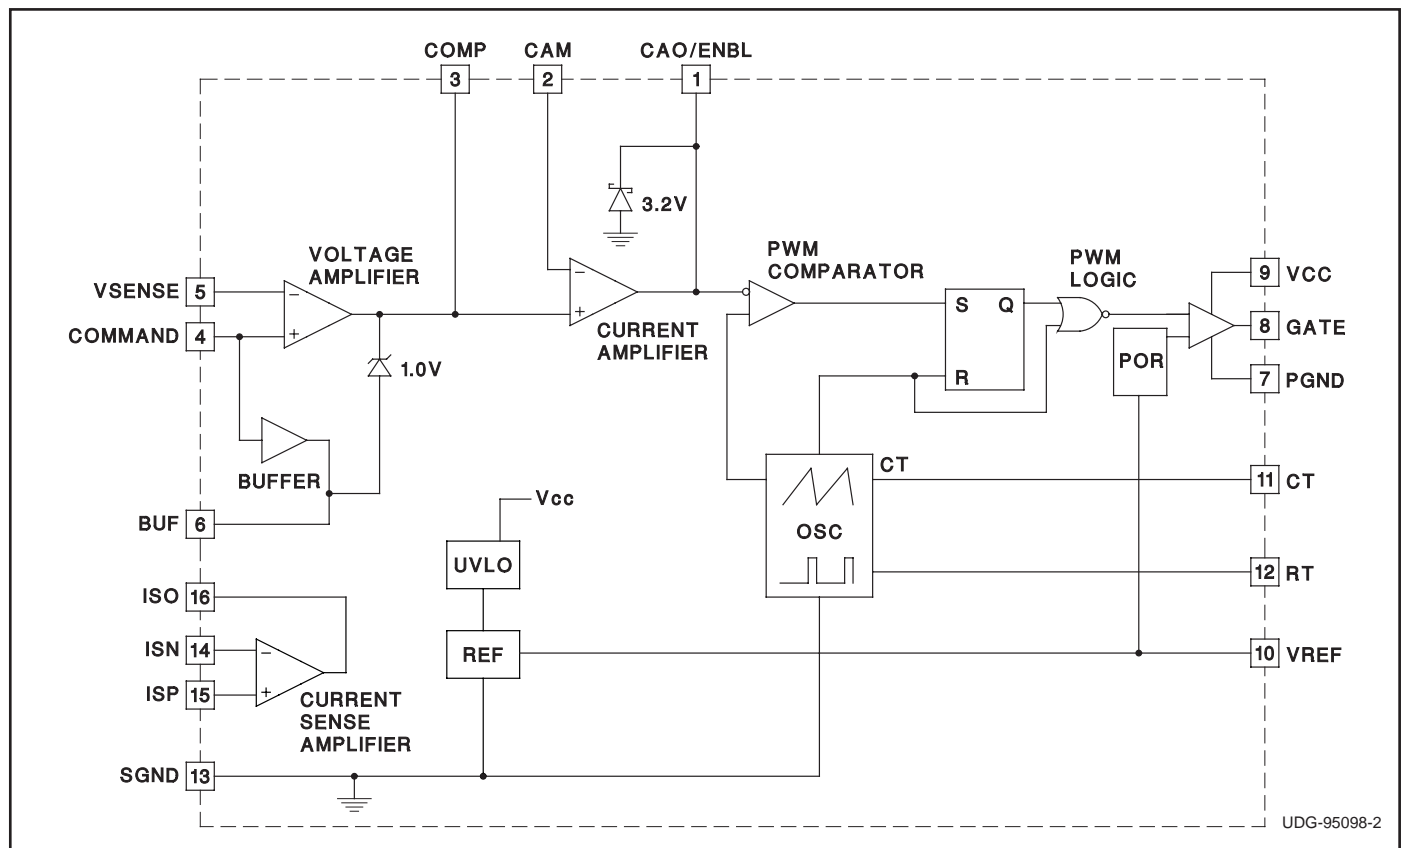 COMP CAM CAO/ENBL
3 2 1
3.2V
VOLTAGE
AMPLIFIER
PWM
COMPARATOR
PWM
LOGIC
9 VCC
VSENSE 5
−
+
COMMAND 4
−
+
CURRENT
AMPLIFIER
S Q
R
8 GATE
POR
7 PGND
1.0V
BUFFER
CT
11 CT
BUF 6
Vcc
OSC
UVLO
12 RT
ISO 16
ISN 14
−
+
ISP 15
REF
10 VREF
CURRENT
SENSE
AMPLIFIER
SGND 13
UDG-95098-2